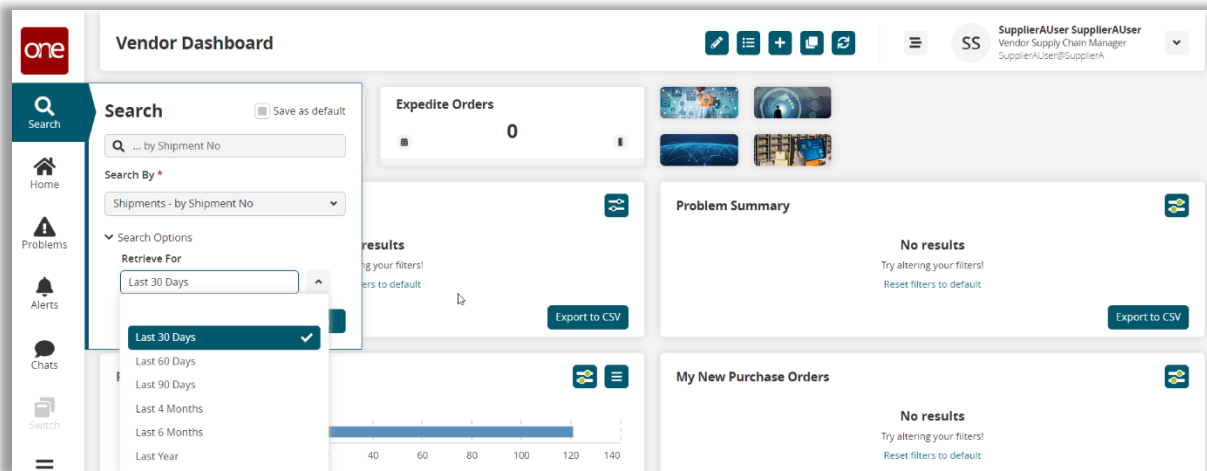 one
Vendor Dashboard
SS
SupplierAUser SupplierAUser
Vendor Supply Chain Manager
SupplierAUser@SupplierA
Search
Home
Problems
Alerts
Chats
Switch
Search
Save as default
... by Shipment No
Search By *
Shipments - by Shipment No
Search Options
Retrieve For
Last 30 Days
Last 30 Days
Last 60 Days
Last 90 Days
Last 4 Months
Last 6 Months
Last Year
Expedite Orders
0
results
g your filters!
ers to default
Export to CSV
Problem Summary
No results
Try altering your filters!
Reset filters to default
Export to CSV
40 60 80 100 120 140
My New Purchase Orders
No results
Try altering your filters!
Reset filters to default